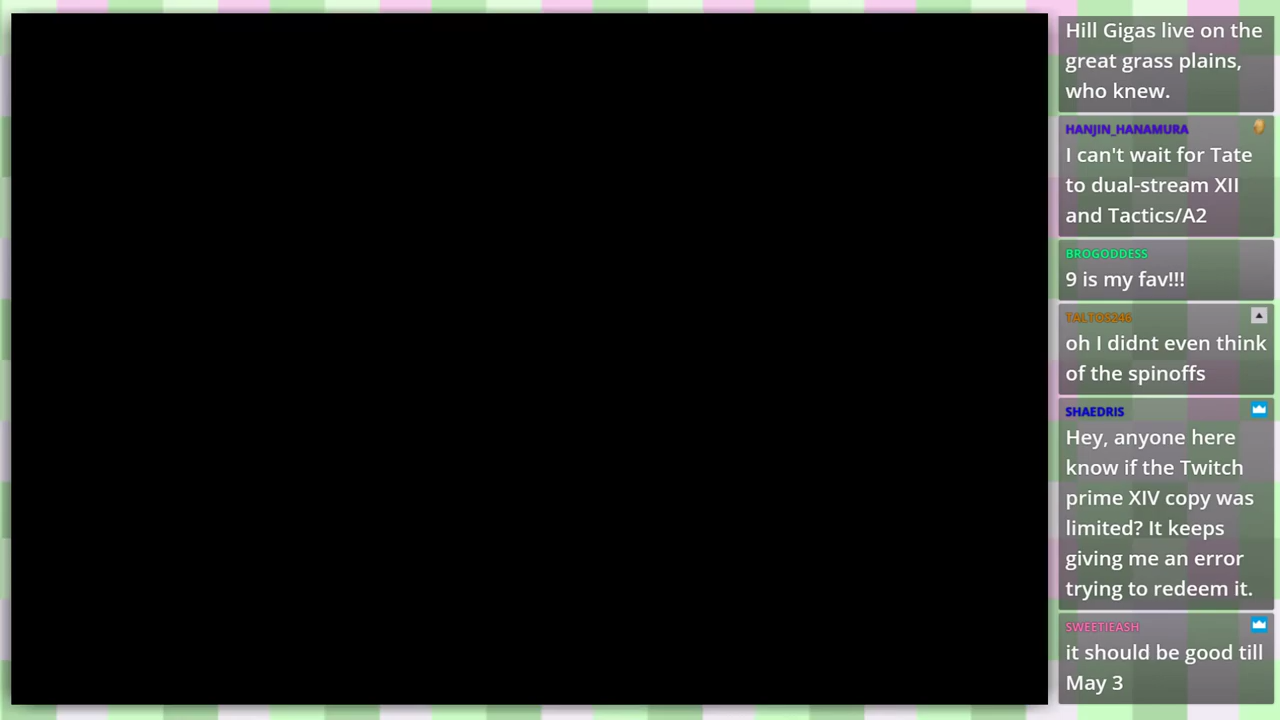 Hill Gigas live on the
great grass plains,
who knew.
HANJIN_HANAMURA
I can't wait for Tate
to dual-stream XII
and Tactics/A2
BROGODDESS
9 is my fav!!!
TALTOS246
oh I didnt even think
of the spinoffs
SHAEDRIS
Hey, anyone here
know if the Twitch
prime XIV copy was
limited? It keeps
giving me an error
trying to redeem it.
SWEETIEASH
it should be good till
May 3